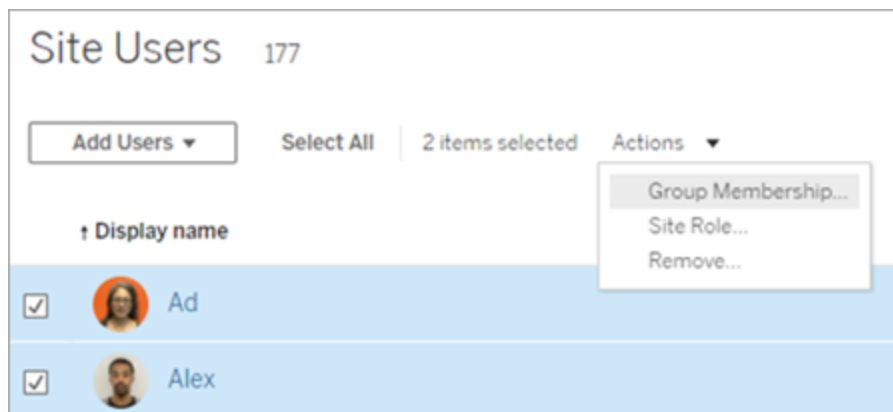 Site Users 177
Add Users ▾ Select All 2 items selected Actions ▼
Group Membership...
Site Role...
Remove...
↑ Display name
Ad
Alex